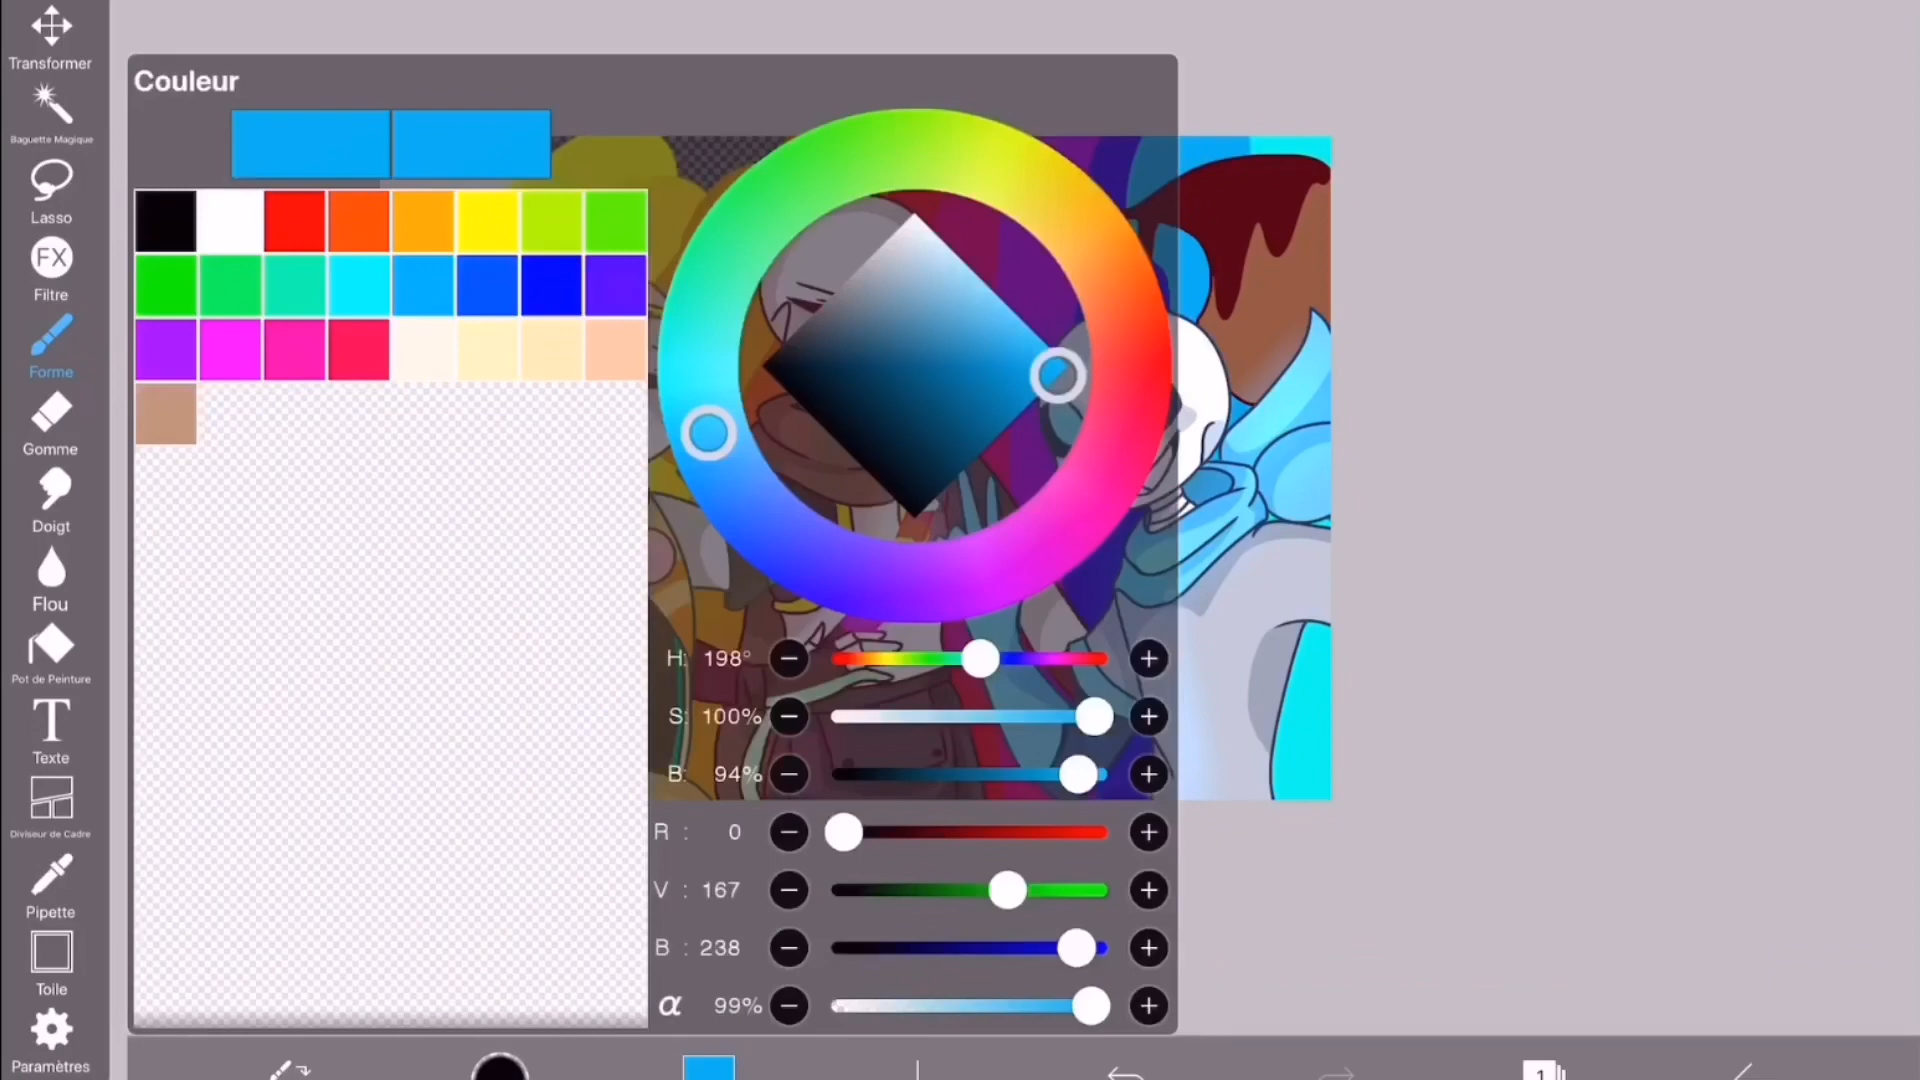 Transformer
Baguette Magique
Lasso
FX
Filtre
Forme
Gomme
Doigt
Flou
Pot de Peinture
T
Texte
Diviseur de Cadre
Pipette
Toile
Paramètres
Couleur
H: 198°
S: 100%
B: 94%
R : 0
V : 167
B : 238
α 99%
1